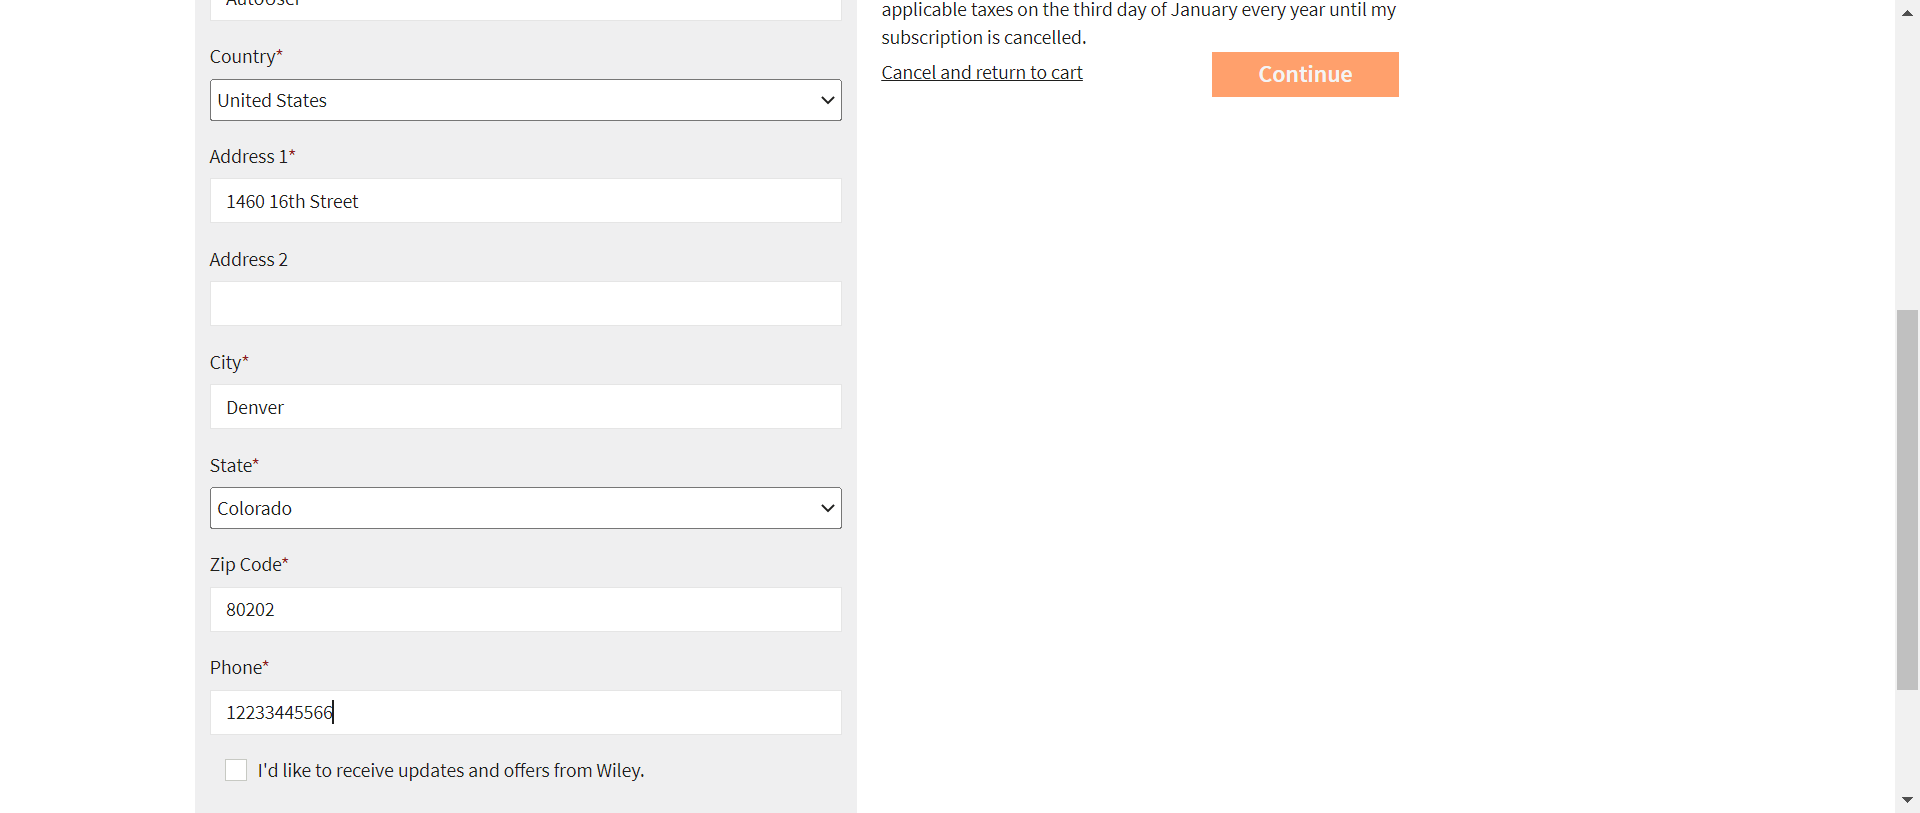 AutoUser
Country*
United States
Address 1*
1460 16th Street
Address 2
City*
Denver
State*
Colorado
Zip Code*
80202
Phone*
12233445566
I'd like to receive updates and offers from Wiley.
applicable taxes on the third day of January every year until my
subscription is cancelled.
Cancel and return to cart
Continue